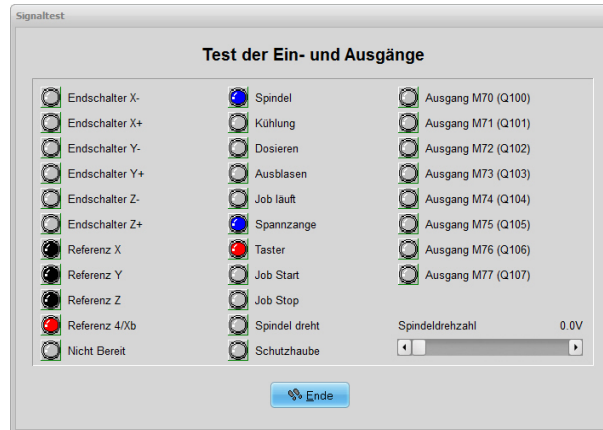 Signaltest
Test der Ein- und Ausgänge
Endschalter X-
Endschalter X+
Endschalter Y-
Endschalter Y+
Endschalter Z-
Endschalter Z+
Referenz X
Referenz Y
Referenz Z
Referenz 4/Xb
Nicht Bereit
Spindel
Kühlung
Dosieren
Ausblasen
Job läuft
Spannzange
Taster
Job Start
Job Stop
Spindel dreht
Schutzhaube
Ausgang M70 (Q100)
Ausgang M71 (Q101)
Ausgang M72 (Q102)
Ausgang M73 (Q103)
Ausgang M74 (Q104)
Ausgang M75 (Q105)
Ausgang M76 (Q106)
Ausgang M77 (Q107)
Spindeldrehzahl 0.0V
Ende